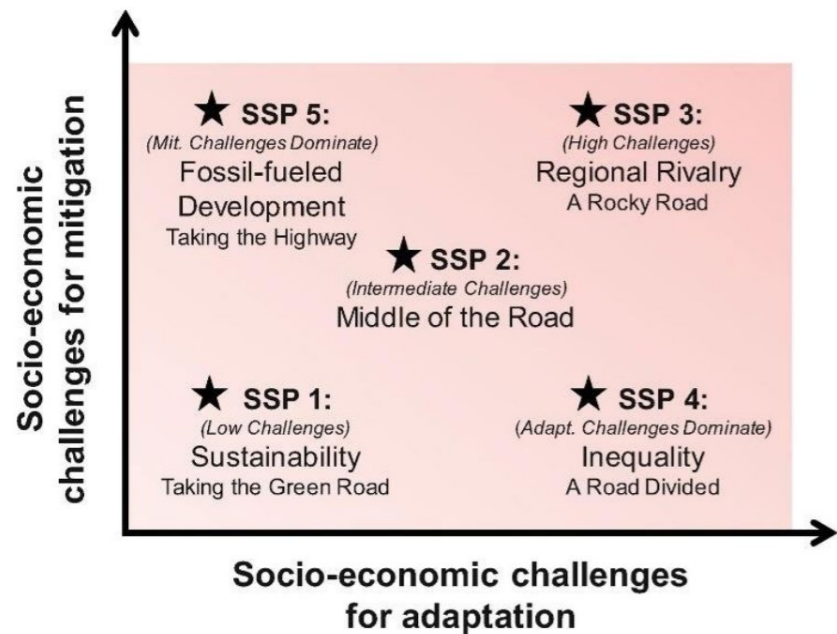 Socio-economic
challenges for mitigation
SSP 5:
(Mit. Challenges Dominate)
Fossil-fueled
Development
Taking the Highway
SSP 3:
(High Challenges)
Regional Rivalry
A Rocky Road
SSP 2:
(Intermediate Challenges)
Middle of the Road
SSP 1:
(Low Challenges)
Sustainability
Taking the Green Road
SSP 4:
(Adapt. Challenges Dominate)
Inequality
A Road Divided
Socio-economic challenges
for adaptation